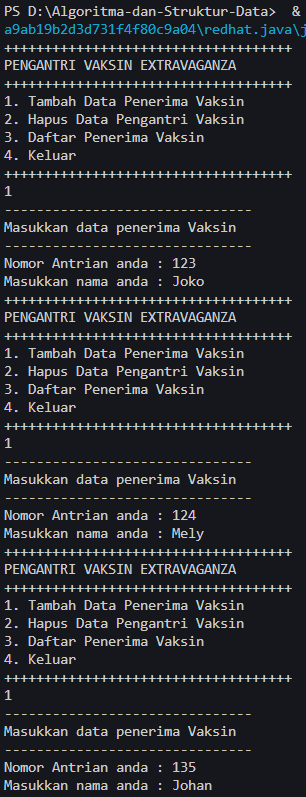 PS D:\Algoritma-dan-Struktur-Data>  &
a9ab19b2d3d731f4f80c9a04\redhat.java\j
++++++++++++++++++++++++++++++++++++
PENGANTRI VAKSIN EXTRAVAGANZA
++++++++++++++++++++++++++++++++++++
1. Tambah Data Penerima Vaksin
2. Hapus Data Pengantri Vaksin
3. Daftar Penerima Vaksin
4. Keluar
++++++++++++++++++++++++++++++++++++
1
-------------------------------
Masukkan data penerima Vaksin
-------------------------------
Nomor Antrian anda : 123
Masukkan nama anda : Joko
++++++++++++++++++++++++++++++++++++
PENGANTRI VAKSIN EXTRAVAGANZA
++++++++++++++++++++++++++++++++++++
1. Tambah Data Penerima Vaksin
2. Hapus Data Pengantri Vaksin
3. Daftar Penerima Vaksin
4. Keluar
++++++++++++++++++++++++++++++++++++
1
-------------------------------
Masukkan data penerima Vaksin
-------------------------------
Nomor Antrian anda : 124
Masukkan nama anda : Mely
++++++++++++++++++++++++++++++++++++
PENGANTRI VAKSIN EXTRAVAGANZA
++++++++++++++++++++++++++++++++++++
1. Tambah Data Penerima Vaksin
2. Hapus Data Pengantri Vaksin
3. Daftar Penerima Vaksin
4. Keluar
++++++++++++++++++++++++++++++++++++
1
-------------------------------
Masukkan data penerima Vaksin
-------------------------------
Nomor Antrian anda : 135
Masukkan nama anda : Johan